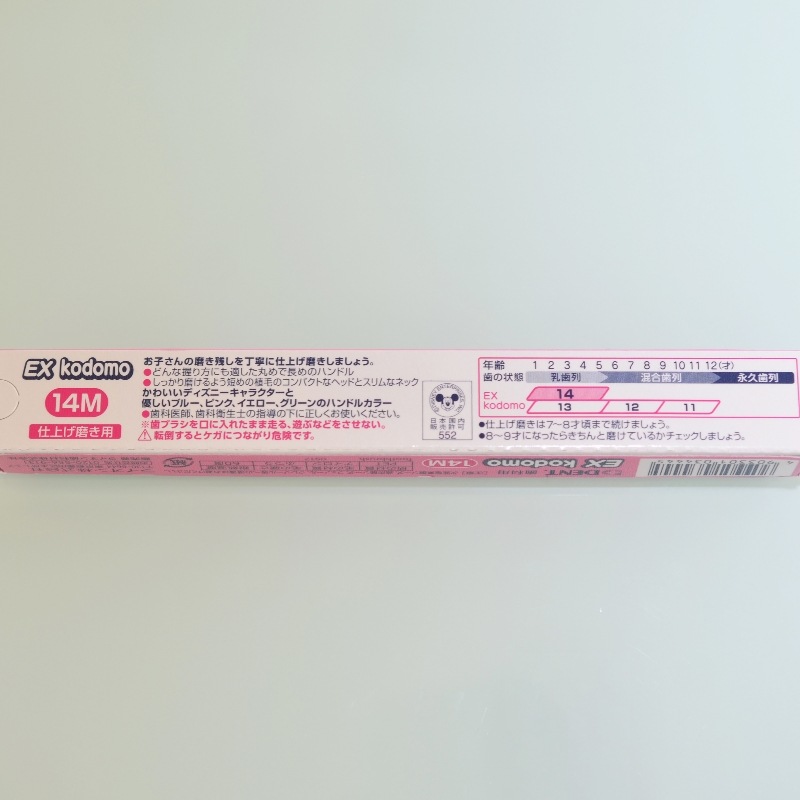 EX kodomo
14M
仕上げ磨き用
お子さんの磨き残しを丁寧に仕上げ磨きしましょう。
●どんな握り方にも適した丸めで長めのハンドル
●しっかり磨けるよう短めの植毛のコンパクトなヘッドとスリムなネック
かわいいディズニーキャラクターと
優しいブルー、ピンク、イエロー、グリーンのハンドルカラー
●歯科医師、歯科衛生士の指導の下に正しくお使いください。
※歯ブラシを口に入れたまま走る、遊ぶなどをさせない。
転倒するとケガにつながり危険です。
日本国内
販売許可
552
年齢 1 2 3 4 5 6 7 8 9 10 11 12(才)
歯の状態 乳歯列 混合歯列 永久歯列
EX 14
kodomo 13 12 11
●仕上げ磨きは7~8才頃まで続けましょう。
●8~9才になったらきちんと磨けているかチェックしましょう。
DENT. EX kodomo 14M